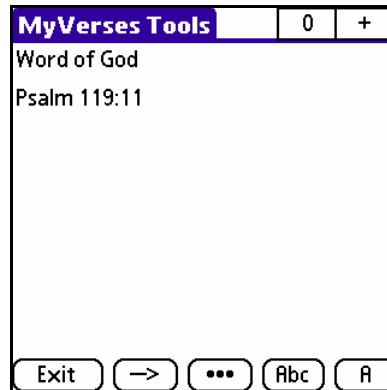 MyVerses Tools 0 +
Word of God
Psalm 119:11
Exit --> ••• Abc A